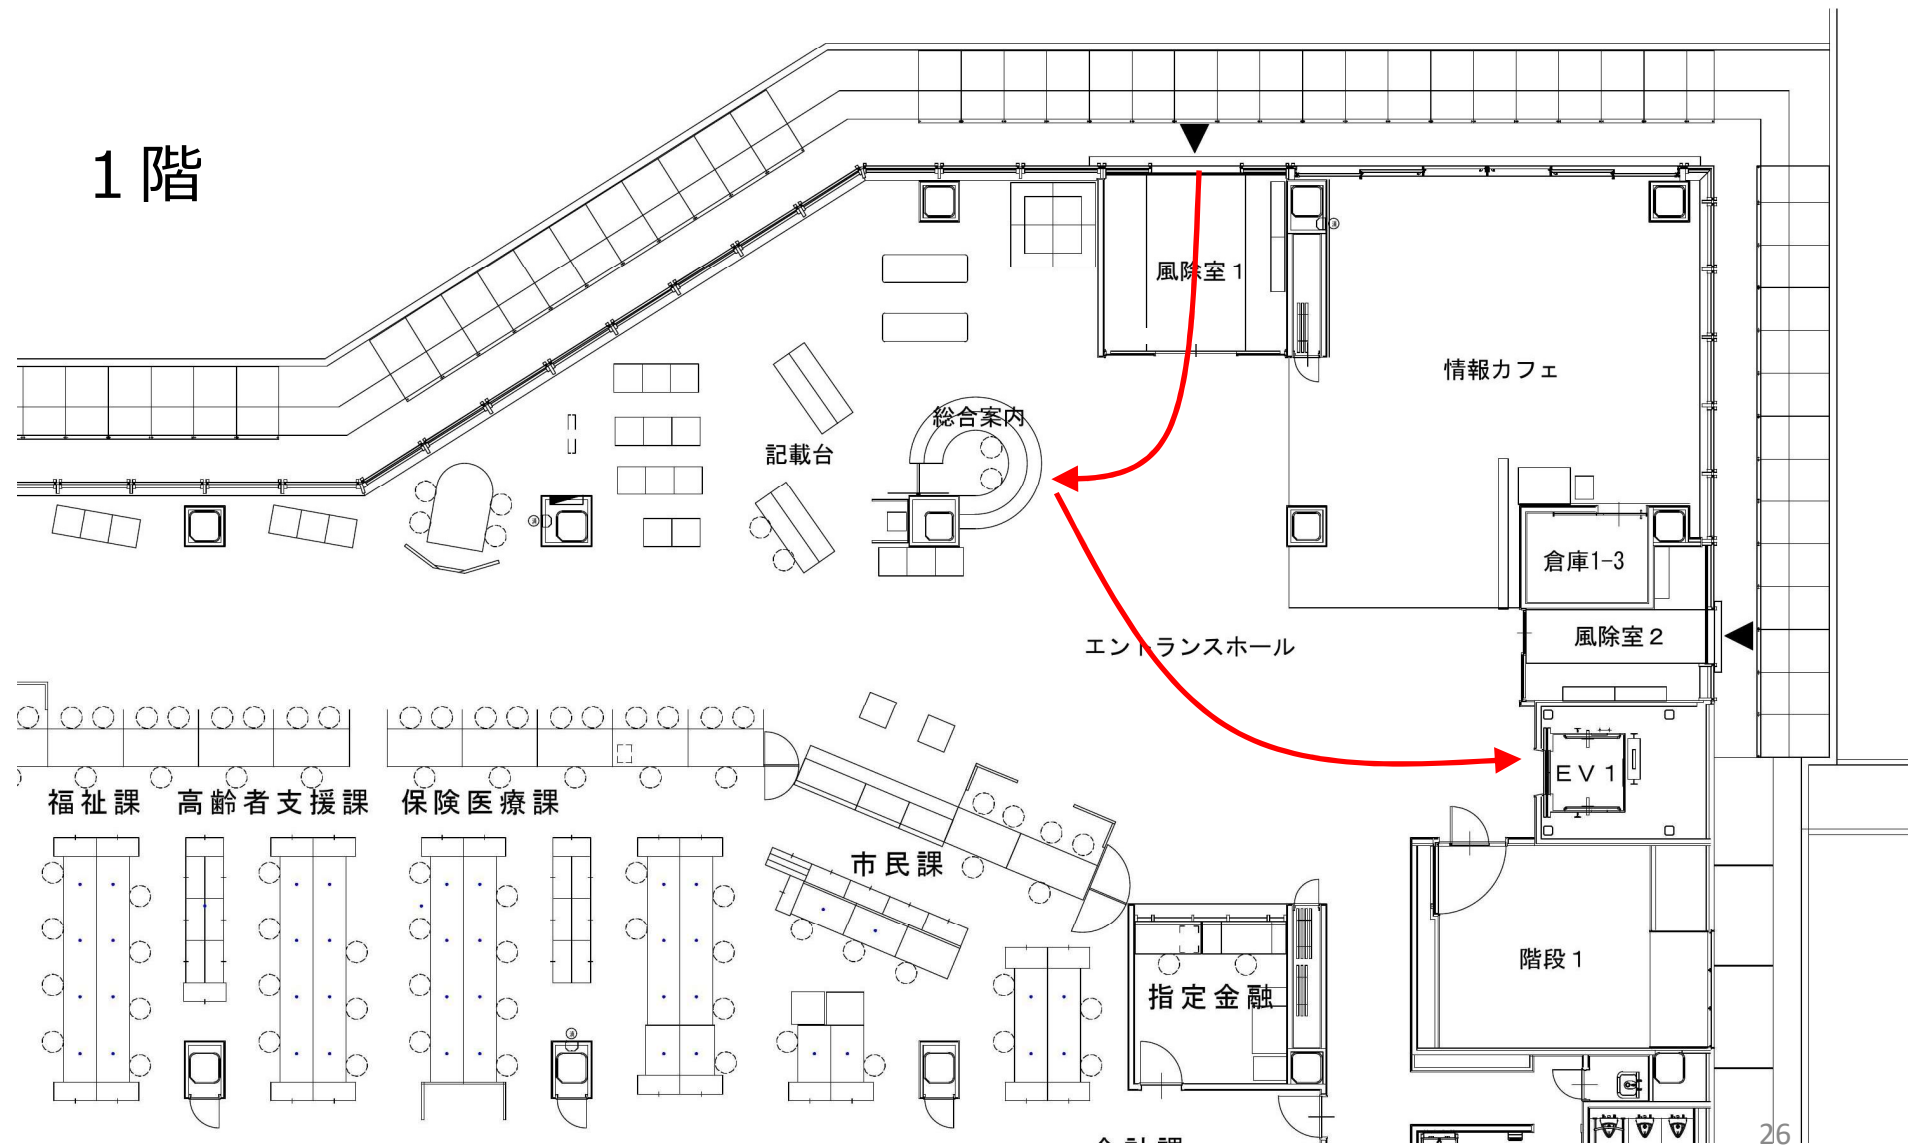 1階
風除室1
情報カフェ
総合案内
記載台
倉庫1-3
風除室2
エントランスホール
EV1
福祉課
高齢者支援課
保険医療課
市民課
階段1
指定金融
26